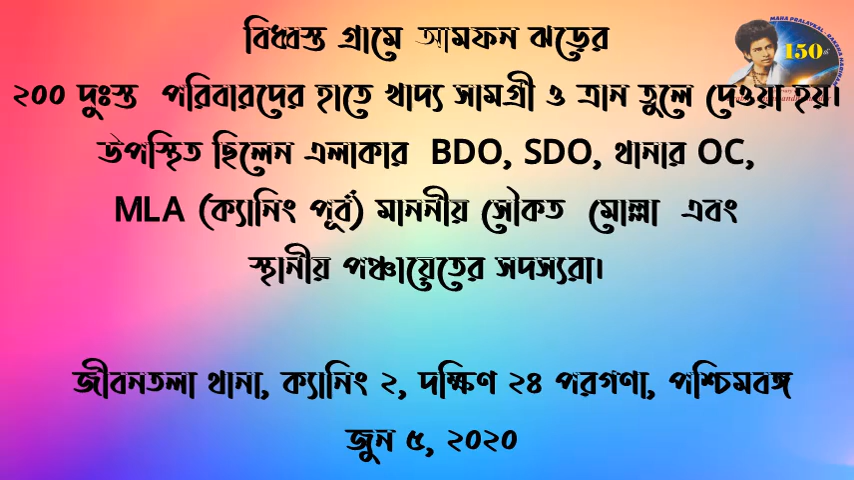 বিধ্বস্ত গ্রামে আমফন ঝড়ের
২০০ দুঃস্ত পরিবারদের হাতে খাদ্য সামগ্রী ও ত্রান তুলে দেওয়া হয়।
উপস্থিত ছিলেন এলাকার BDO, SDO, থানার OC,
MLA (ক্যানিং পূর্ব) মাননীয় সৌকত মোল্লা এবং
স্থানীয় পঞ্চায়েতের সদস্যরা।
জীবনতলা থানা, ক্যানিং ২, দক্ষিণ ২৪ পরগণা, পশ্চিমবঙ্গ
জুন ৫, ২০২০
150